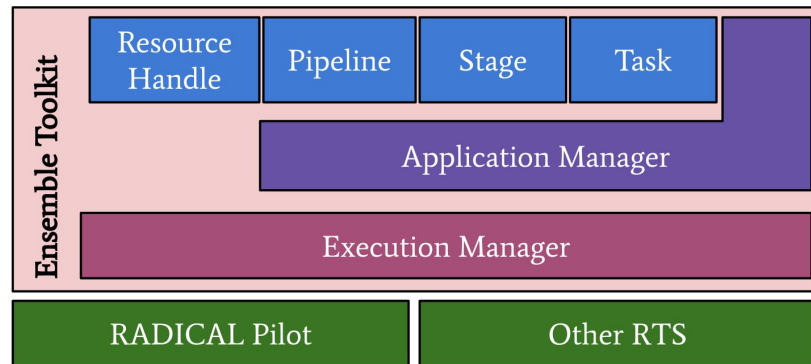 Ensemble Toolkit
Resource
Handle
Pipeline
Stage
Task
Application Manager
Execution Manager
RADICAL Pilot
Other RTS